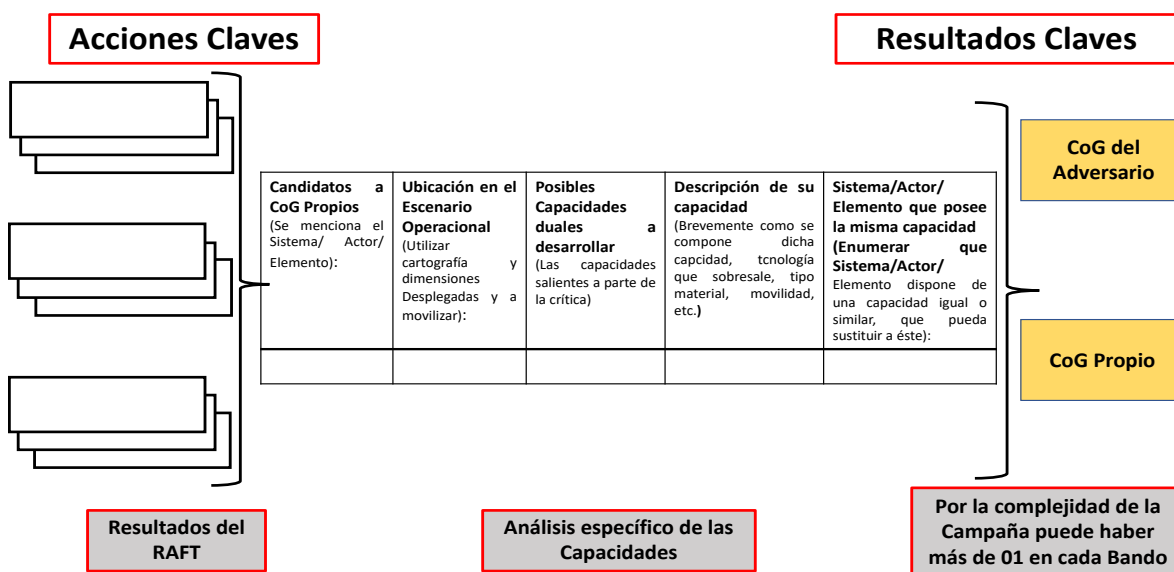 Acciones Claves
Resultados Claves
Candidatos a
CoG Propios
(Se menciona el
Sistema/ Actor/
Elemento):
Ubicación en el
Escenario
Operacional
(Utilizar
cartografía y
dimensiones
Desplegadas y a
movilizar):
Posibles
Capacidades
duales a
desarrollar
(Las capacidades
salientes a parte de
la crítica)
Descripción de su
capacidad
(Brevemente como se
compone dicha
capcidad, tcnología
que sobresale, tipo
material, movilidad,
etc.)
Sistema/Actor/
Elemento que posee
la misma capacidad
(Enumerar que
Sistema/Actor/
Elemento dispone de
una capacidad igual o
similar, que pueda
sustituir a éste):
CoG del
Adversario
CoG Propio
Resultados del
RAFT
Análisis específico de las
Capacidades
Por la complejidad de la
Campaña puede haber
más de 01 en cada Bando